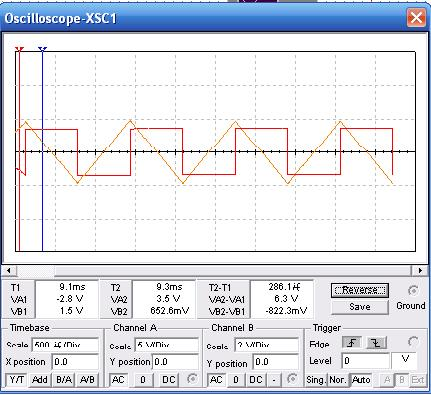 Oscilloscope-XSC1
T1 9.1ms T2 9.3ms T2-T1 286.1 Reverse
VA1 -2.8 V VA2 3.5 V VA2-VA1 6.3 V Save Ground
VB1 1.5 V VB2 652.6mV VB2-VB1 -822.3mV
Timebase Channel A Channel B Trigger
Scale 500 /Div Scale 5 V/Div Scale 2 V/Div Edge
X position 0.0 Y position 0.0 Y position 0.0 Level 0 V
Y/T Add B/A A/B AC 0 DC AC 0 DC - Sing. Nor. Auto A B Ext